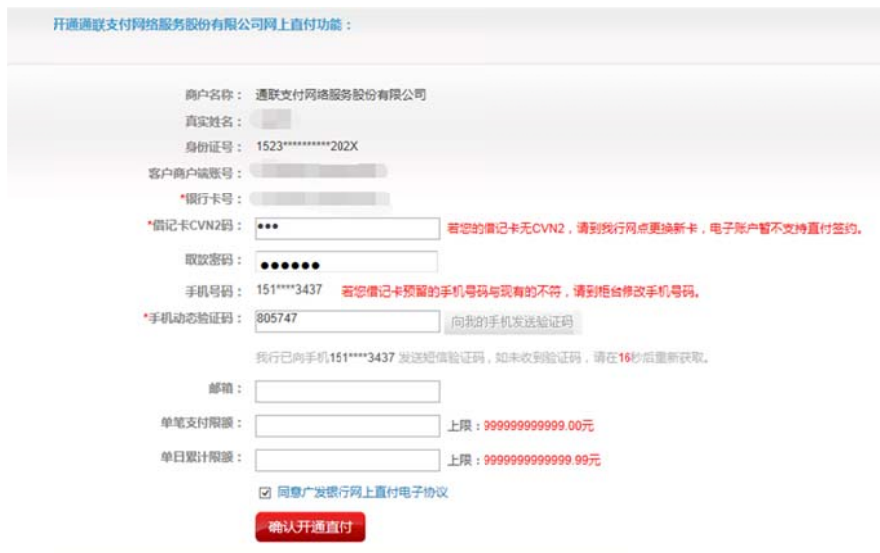 开通通联支付网络服务股份有限公司网上直付功能：
商户名称： 通联支付网络服务股份有限公司
真实姓名：
身份证号： 1523**********202X
客户商户端账号：
*银行卡号：
*借记卡CVN2码： ●●● 若您的借记卡无CVN2，请到我行网点更换新卡，电子账户暂不支持直付签约。
取款密码： ●●●●●●
手机号码： 151****3437 若您借记卡预留的手机号码与现有的不符，请到柜台修改手机号码。
*手机动态验证码： 805747 向我的手机发送验证码
我行已向手机151****3437 发送短信验证码，如未收到验证码，请在16秒后重新获取。
邮箱：
单笔支付限额： 上限：999999999999.00元
单日累计限额： 上限：9999999999999.99元
同意广发银行网上直付电子协议
确认开通直付